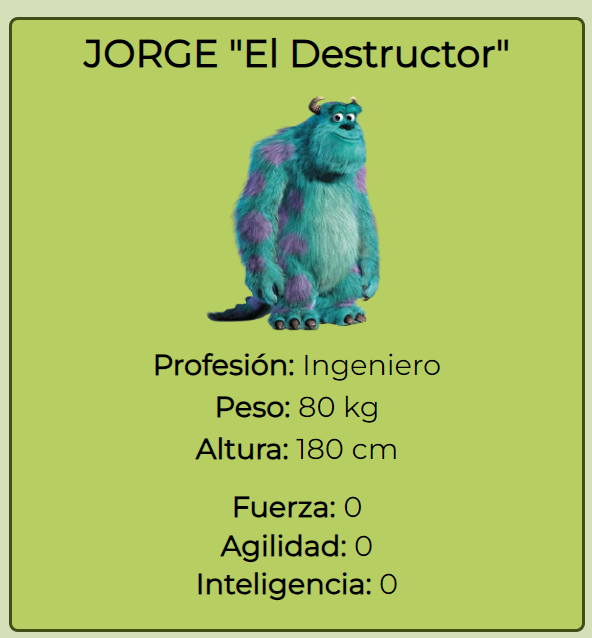 JORGE "El Destructor"
Profesión: Ingeniero
Peso: 80 kg
Altura: 180 cm
Fuerza: 0
Agilidad: 0
Inteligencia: 0